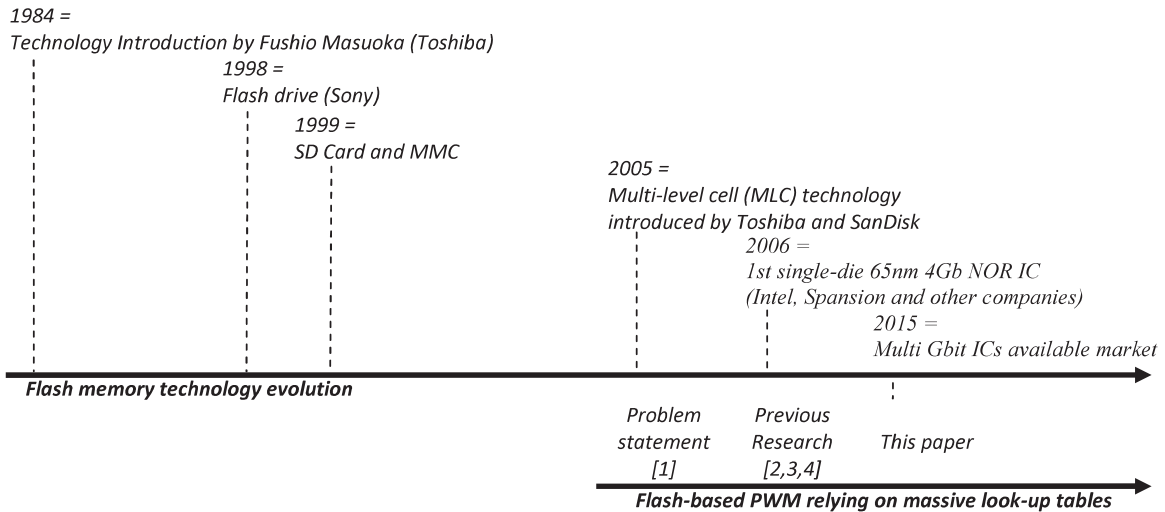 1984 =
Technology Introduction by Fushio Masuoka (Toshiba)
1998 =
Flash drive (Sony)
1999 =
SD Card and MMC
2005 =
Multi-level cell (MLC) technology
introduced by Toshiba and SanDisk
2006 =
1st single-die 65nm 4Gb NOR IC
(Intel, Spansion and other companies)
2015 =
Multi Gbit ICs available market
Flash memory technology evolution
Problem
statement
[1]
Previous
Research
[2,3,4]
This paper
Flash-based PWM relying on massive look-up tables